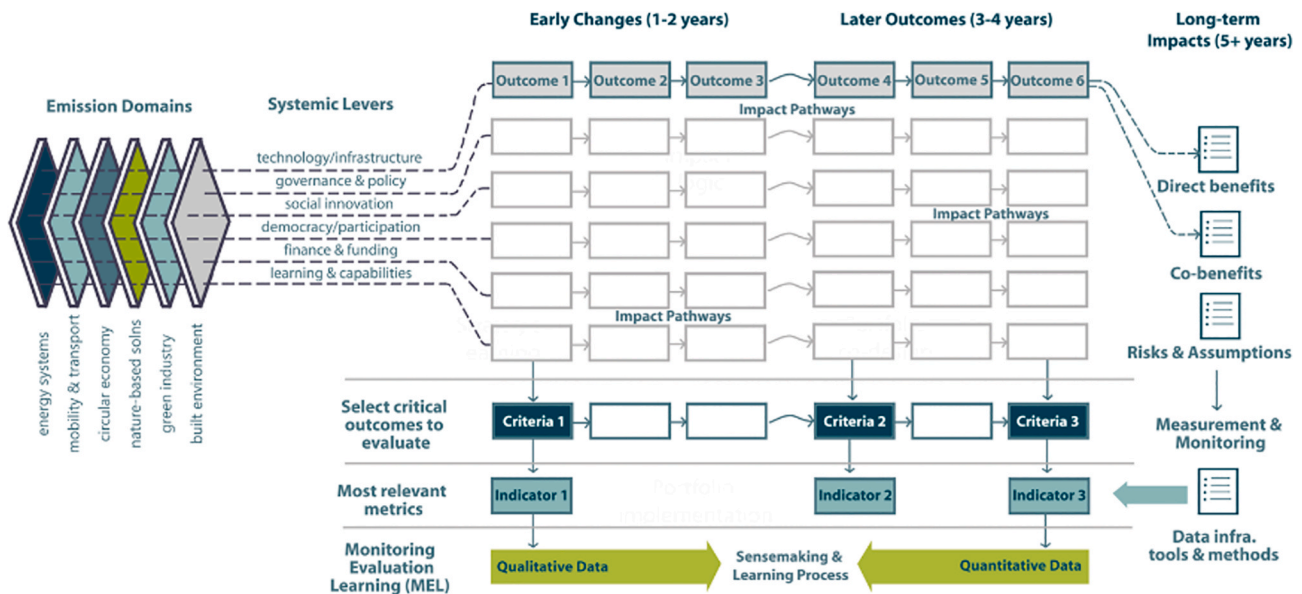 Early Changes (1-2 years)
Later Outcomes (3-4 years)
Long-term
Impacts (5+ years)
Emission Domains
Systemic Levers
Outcome 1
Outcome 2
Outcome 3
Outcome 4
Outcome 5
Outcome 6
Impact Pathways
technology/infrastructure
governance & policy
social innovation
democracy/participation
finance & funding
learning & capabilities
Impact Pathways
Impact Pathways
energy systems
mobility & transport
circular economy
nature-based solns
green industry
built environment
Direct benefits
Co-benefits
Risks & Assumptions
Measurement &
Monitoring
Select critical
outcomes to
evaluate
Criteria 1
Criteria 2
Criteria 3
Most relevant
metrics
Indicator 1
Indicator 2
Indicator 3
Portfolio
implementation
Data infra.
tools & methods
Monitoring
Evaluation
Learning (MEL)
Qualitative Data
Sensemaking &
Learning Process
Quantitative Data